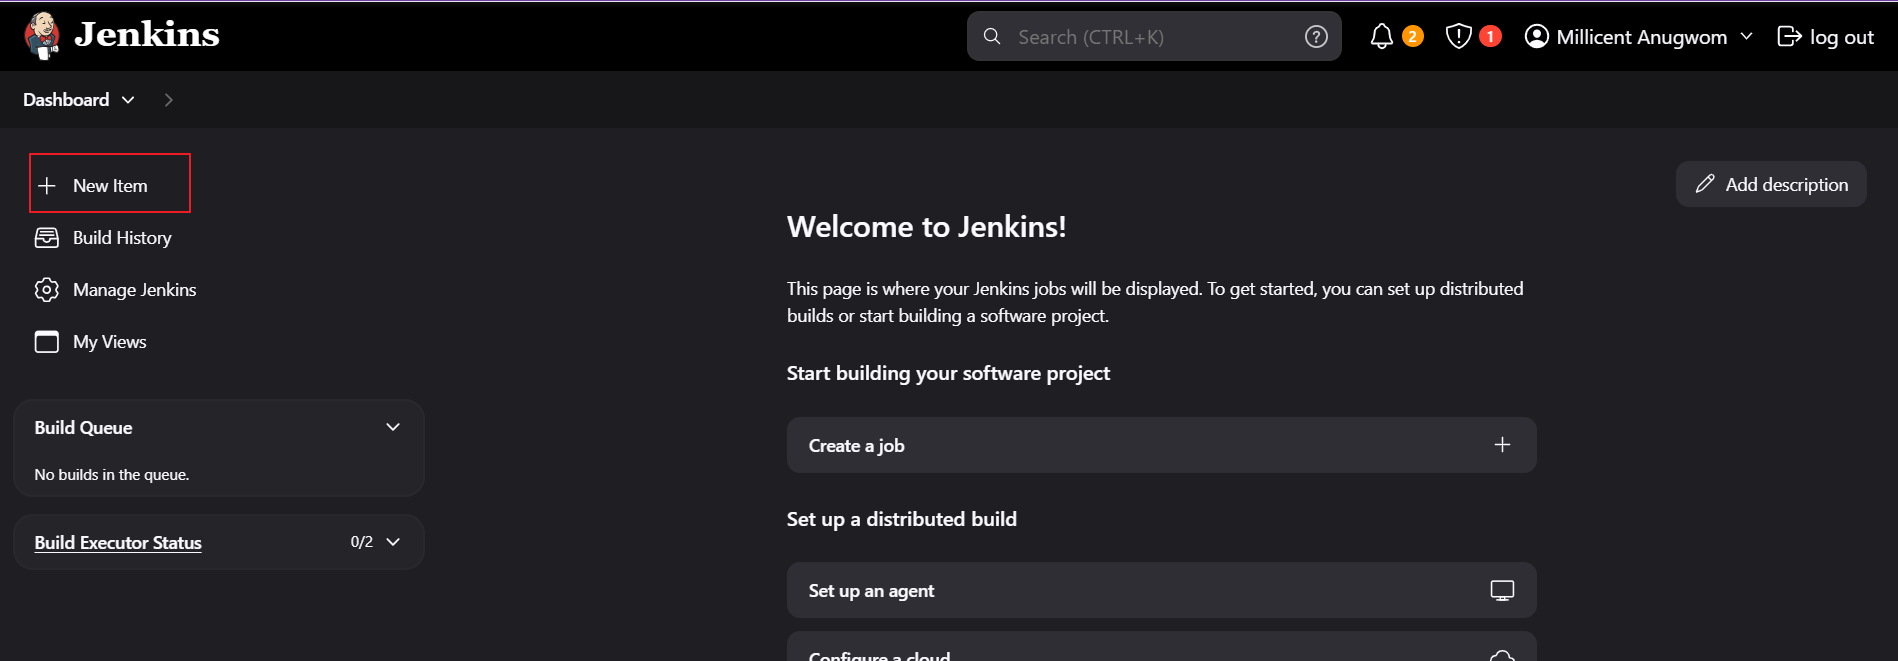 Jenkins
Search (CTRL+K)
?
2
1
Millicent Anugwom
log out
Dashboard
New Item
Build History
Manage Jenkins
My Views
Build Queue
No builds in the queue.
Build Executor Status
0/2
Add description
Welcome to Jenkins!
This page is where your Jenkins jobs will be displayed. To get started, you can set up distributed
builds or start building a software project.
Start building your software project
Create a job
Set up a distributed build
Set up an agent
Configure a cloud